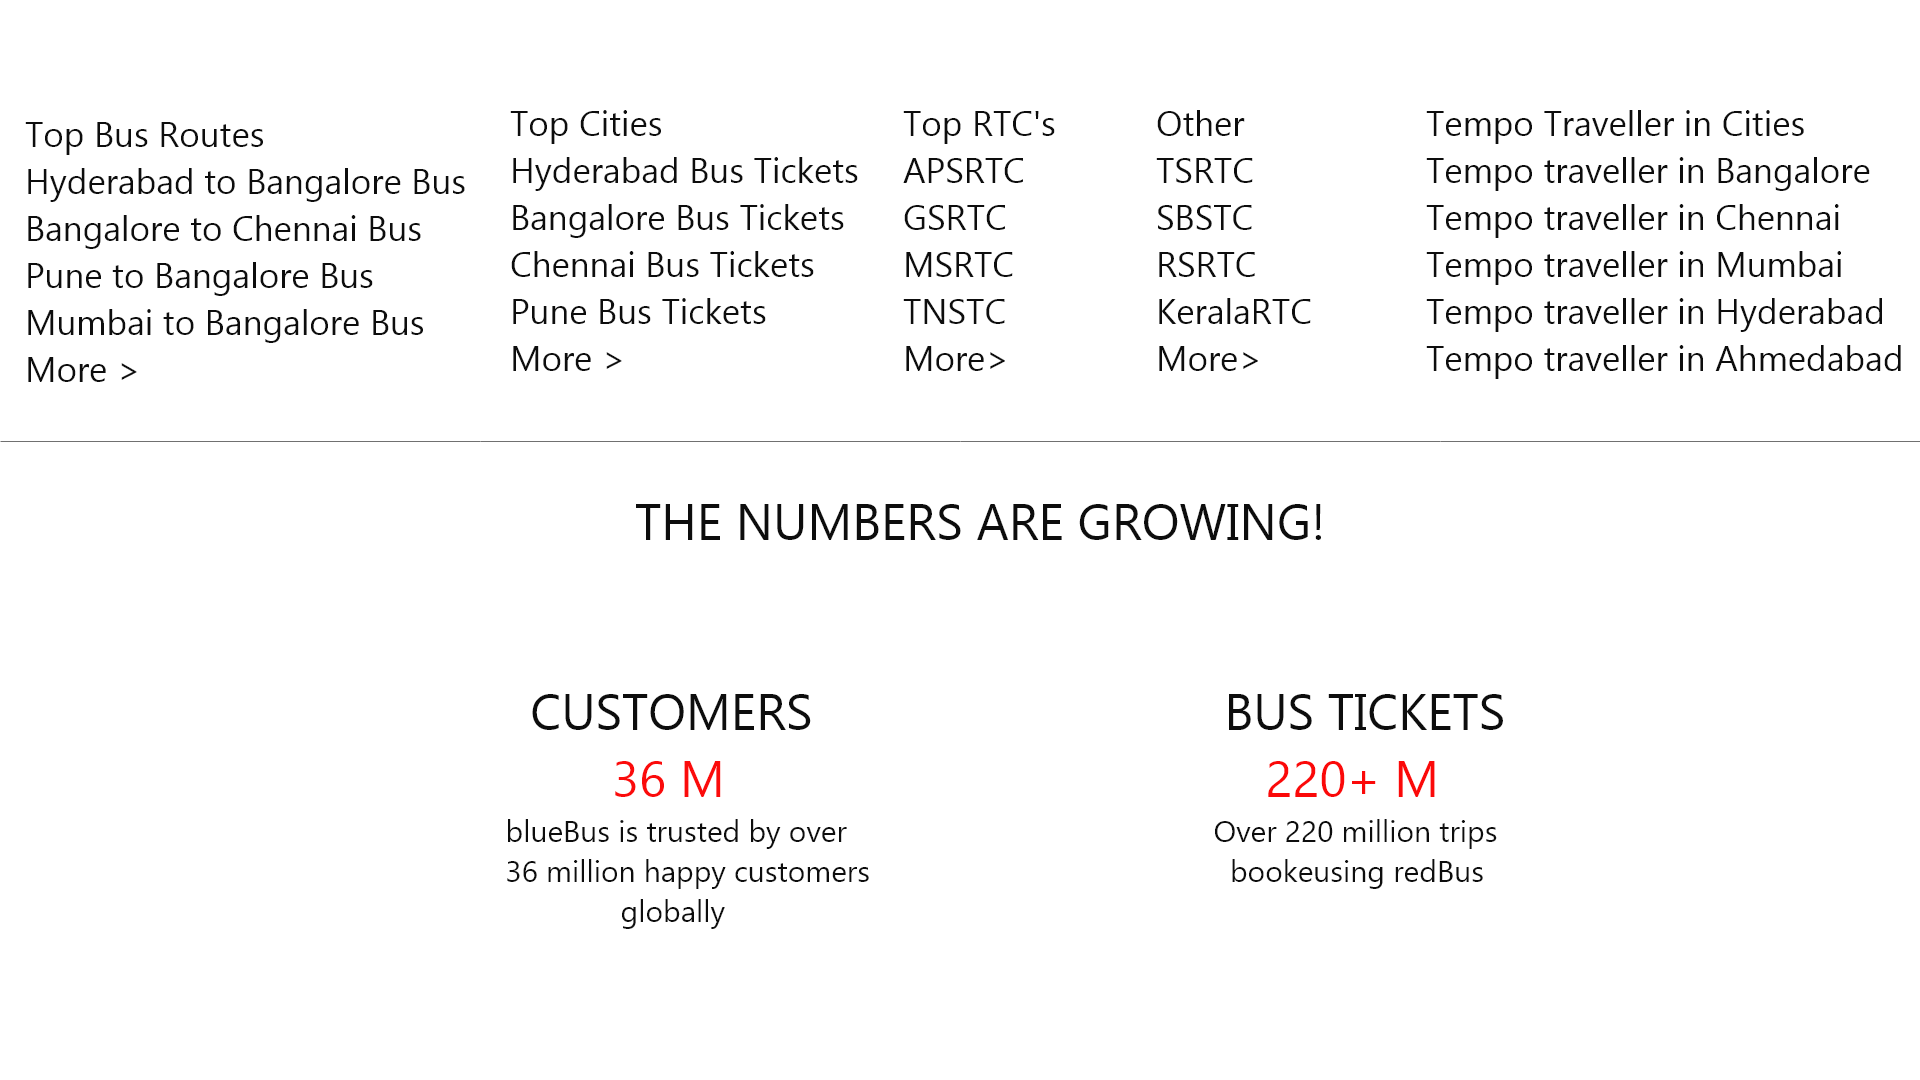 Top Bus Routes
Hyderabad to Bangalore Bus
Bangalore to Chennai Bus
Pune to Bangalore Bus
Mumbai to Bangalore Bus
More >
Top Cities
Hyderabad Bus Tickets
Bangalore Bus Tickets
Chennai Bus Tickets
Pune Bus Tickets
More >
Top RTC's
APSRTC
GSRTC
MSRTC
TNSTC
More>
Other
TSRTC
SBSTC
RSRTC
KeralaRTC
More>
Tempo Traveller in Cities
Tempo traveller in Bangalore
Tempo traveller in Chennai
Tempo traveller in Mumbai
Tempo traveller in Hyderabad
Tempo traveller in Ahmedabad
THE NUMBERS ARE GROWING!
CUSTOMERS
36 M
blueBus is trusted by over
36 million happy customers
globally
BUS TICKETS
220+ M
Over 220 million trips
bookeusing redBus